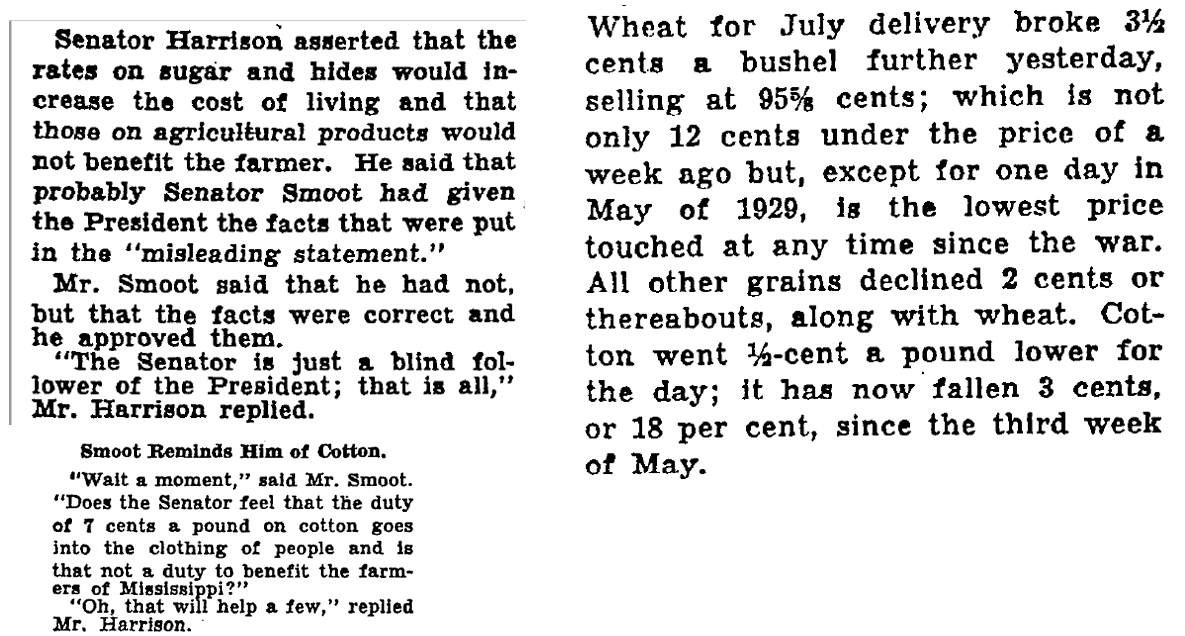 Senator Harrison asserted that the
rates on sugar and hides would in-
crease the cost of living and that
those on agricultural products would
not benefit the farmer. He said that
probably Senator Smoot had given
the President the facts that were put
in the "misleading statement."
Mr. Smoot said that he had not,
but that the facts were correct and
he approved them.
"The Senator is just a blind fol-
lower of the President; that is all,"
Mr. Harrison replied.
Smoot Reminds Him of Cotton.
"Wait a moment," said Mr. Smoot.
"Does the Senator feel that the duty
of 7 cents a pound on cotton goes
into the clothing of people and is
that not a duty to benefit the farm-
ers of Mississippi?"
"Oh, that will help a few," replied
Mr. Harrison.
Wheat for July delivery broke 3½
cents a bushel further yesterday,
selling at 95⅝ cents; which is not
only 12 cents under the price of a
week ago but, except for one day in
May of 1929, is the lowest price
touched at any time since the war.
All other grains declined 2 cents or
thereabouts, along with wheat. Cot-
ton went ½-cent a pound lower for
the day; it has now fallen 3 cents,
or 18 per cent, since the third week
of May.